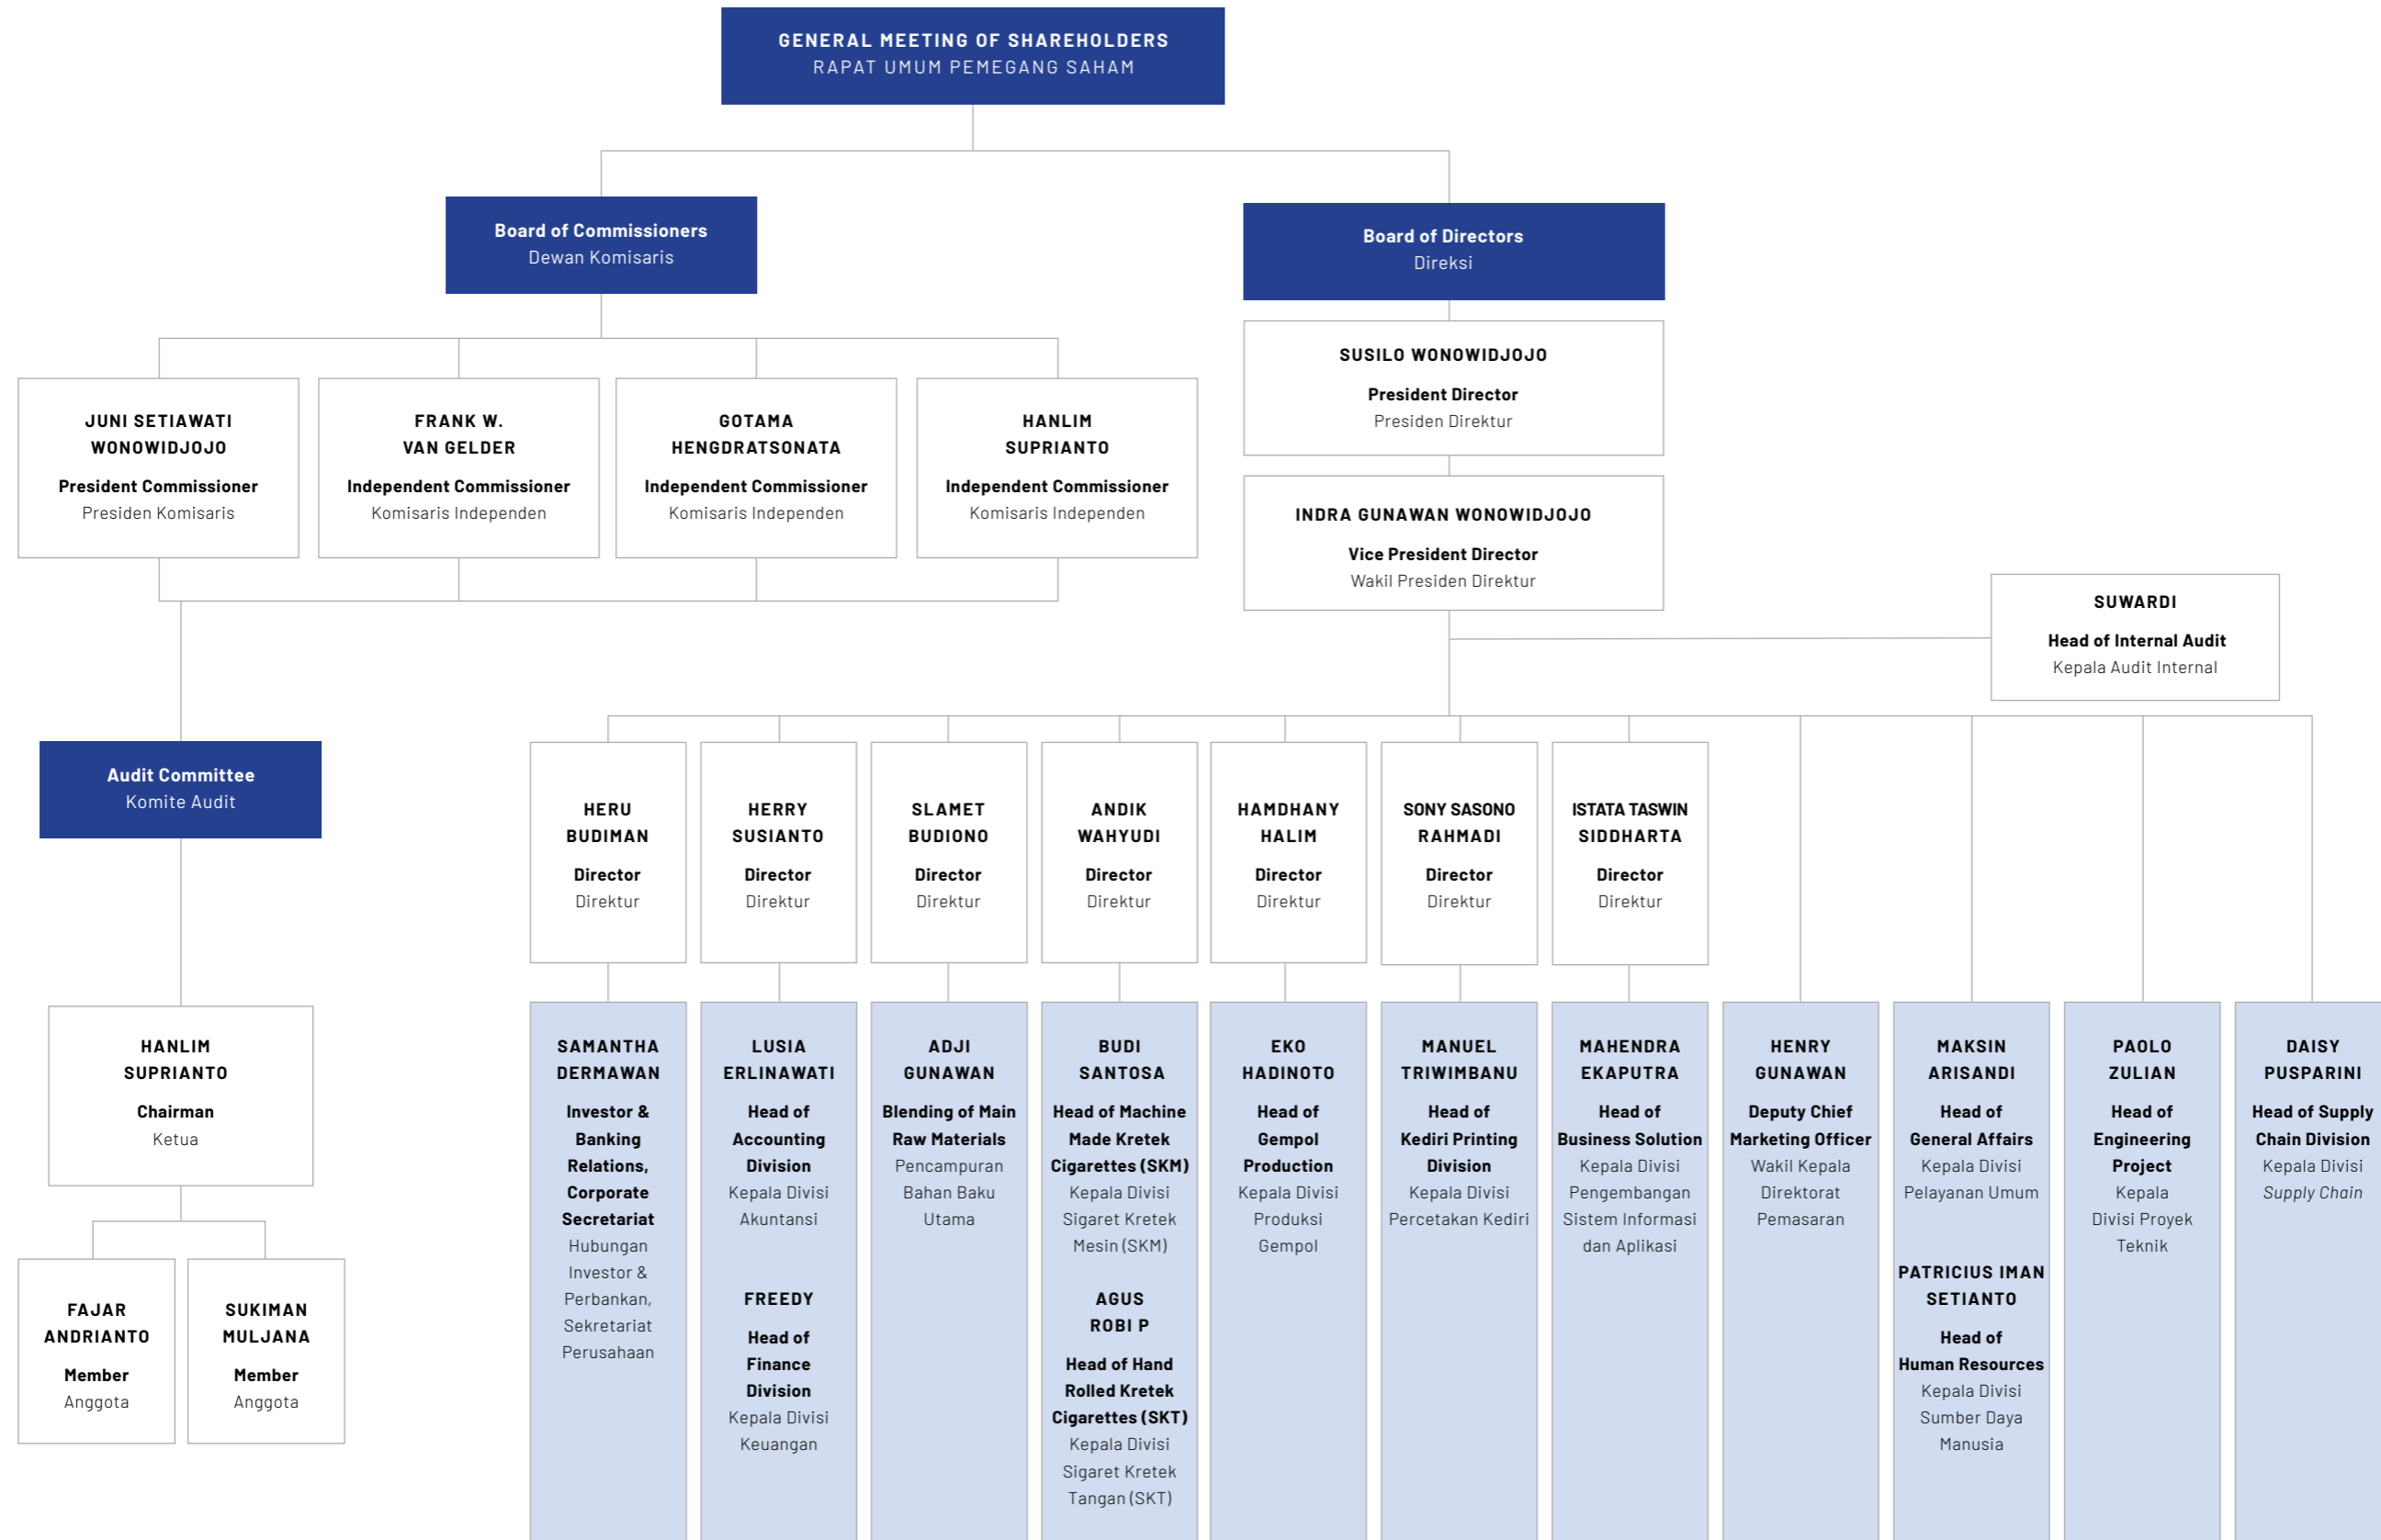 GENERAL MEETING OF SHAREHOLDERS
RAPAT UMUM PEMEGANG SAHAM
Board of Commissioners
Dewan Komisaris
Board of Directors
Direksi
SUSILO WONOWIDJOJO
President Director
Presiden Direktur
JUNI SETIAWATI
WONOWIDJOJO
President Commissioner
Presiden Komisaris
FRANK W.
VAN GELDER
Independent Commissioner
Komisaris Independen
GOTAMA
HENGDRATSONATA
Independent Commissioner
Komisaris Independen
HANLIM
SUPRIANTO
Independent Commissioner
Komisaris Independen
INDRA GUNAWAN WONOWIDJOJO
Vice President Director
Wakil Presiden Direktur
SUWARDI
Head of Internal Audit
Kepala Audit Internal
Audit Committee
Komite Audit
HERU
BUDIMAN
Director
Direktur
HERRY
SUSIANTO
Director
Direktur
SLAMET
BUDIONO
Director
Direktur
ANDIK
WAHYUDI
Director
Direktur
HAMDHANY
HALIM
Director
Direktur
SONY SASONO
RAHMADI
Director
Direktur
ISTATA TASWIN
SIDDHARTA
Director
Direktur
HANLIM
SUPRIANTO
Chairman
Ketua
FAJAR
ANDRIANTO
Member
Anggota
SUKIMAN
MULJANA
Member
Anggota
SAMANTHA
DERMAWAN
Investor &
Banking
Relations,
Corporate
Secretariat
Hubungan
Investor &
Perbankan,
Sekretariat
Perusahaan
LUSIA
ERLINAWATI
Head of
Accounting
Division
Kepala Divisi
Akuntansi
FREEDY
Head of
Finance
Division
Kepala Divisi
Keuangan
ADJI
GUNAWAN
Blending of Main
Raw Materials
Pencampuran
Bahan Baku
Utama
BUDI
SANTOSA
Head of Machine
Made Kretek
Cigarettes (SKM)
Kepala Divisi
Sigaret Kretek
Mesin (SKM)
AGUS
ROBI P
Head of Hand
Rolled Kretek
Cigarettes (SKT)
Kepala Divisi
Sigaret Kretek
Tangan (SKT)
EKO
HADINOTO
Head of
Gempol
Production
Kepala Divisi
Produksi
Gempol
MANUEL
TRIWIMBANU
Head of
Kediri Printing
Division
Kepala Divisi
Percetakan Kediri
MAHENDRA
EKAPUTRA
Head of
Business Solution
Kepala Divisi
Pengembangan
Sistem Informasi
dan Aplikasi
HENRY
GUNAWAN
Deputy Chief
Marketing Officer
Wakil Kepala
Direktorat
Pemasaran
MAKSIN
ARISANDI
Head of
General Affairs
Kepala Divisi
Pelayanan Umum
PATRICIUS IMAN
SETIANTO
Head of
Human Resources
Kepala Divisi
Sumber Daya
Manusia
PAOLO
ZULIAN
Head of
Engineering
Project
Kepala
Divisi Proyek
Teknik
DAISY
PUSPARINI
Head of Supply
Chain Division
Kepala Divisi
Supply Chain